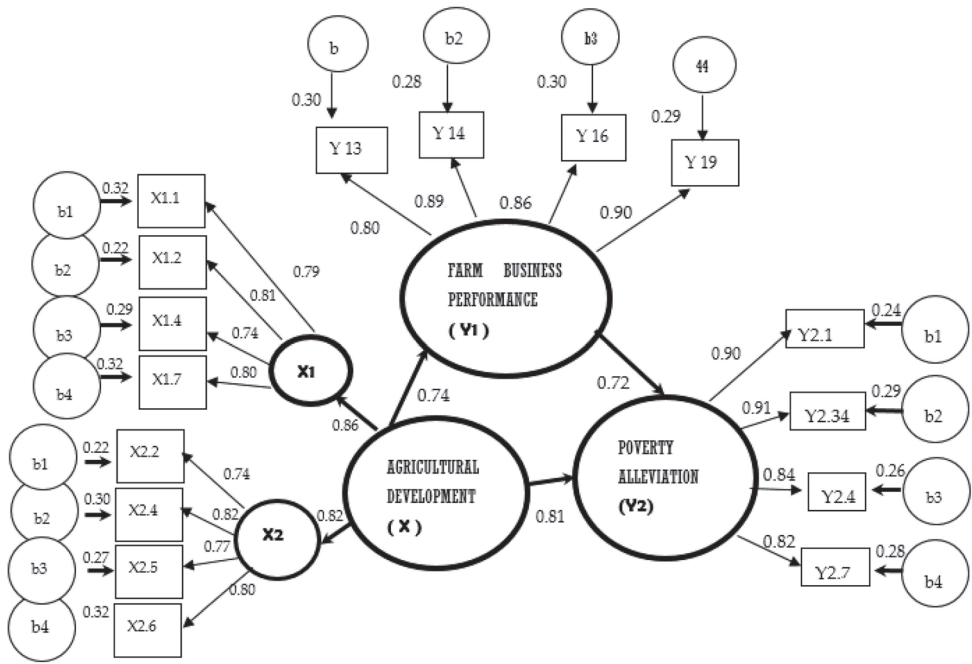 b
b2
b3
44
0.30
0.28
0.30
0.29
Y 13
Y 14
Y 16
Y 19
0.80
0.89
0.86
0.90
b1
0.32
X1.1
b2
0.22
X1.2
b3
0.29
X1.4
b4
0.32
X1.7
0.79
0.81
0.74
0.80
X1
0.86
FARM BUSINESS
PERFORMANCE
(Y1)
0.74
0.72
AGRICULTURAL
DEVELOPMENT
(X)
0.82
0.81
b1
0.22
X2.2
b2
0.30
X2.4
b3
0.27
X2.5
b4
0.32
X2.6
0.74
0.82
0.77
0.80
X2
POVERTY
ALLEVIATION
(Y2)
0.90
0.91
0.84
0.82
Y2.1
0.24
b1
Y2.34
0.29
b2
Y2.4
0.26
b3
Y2.7
0.28
b4